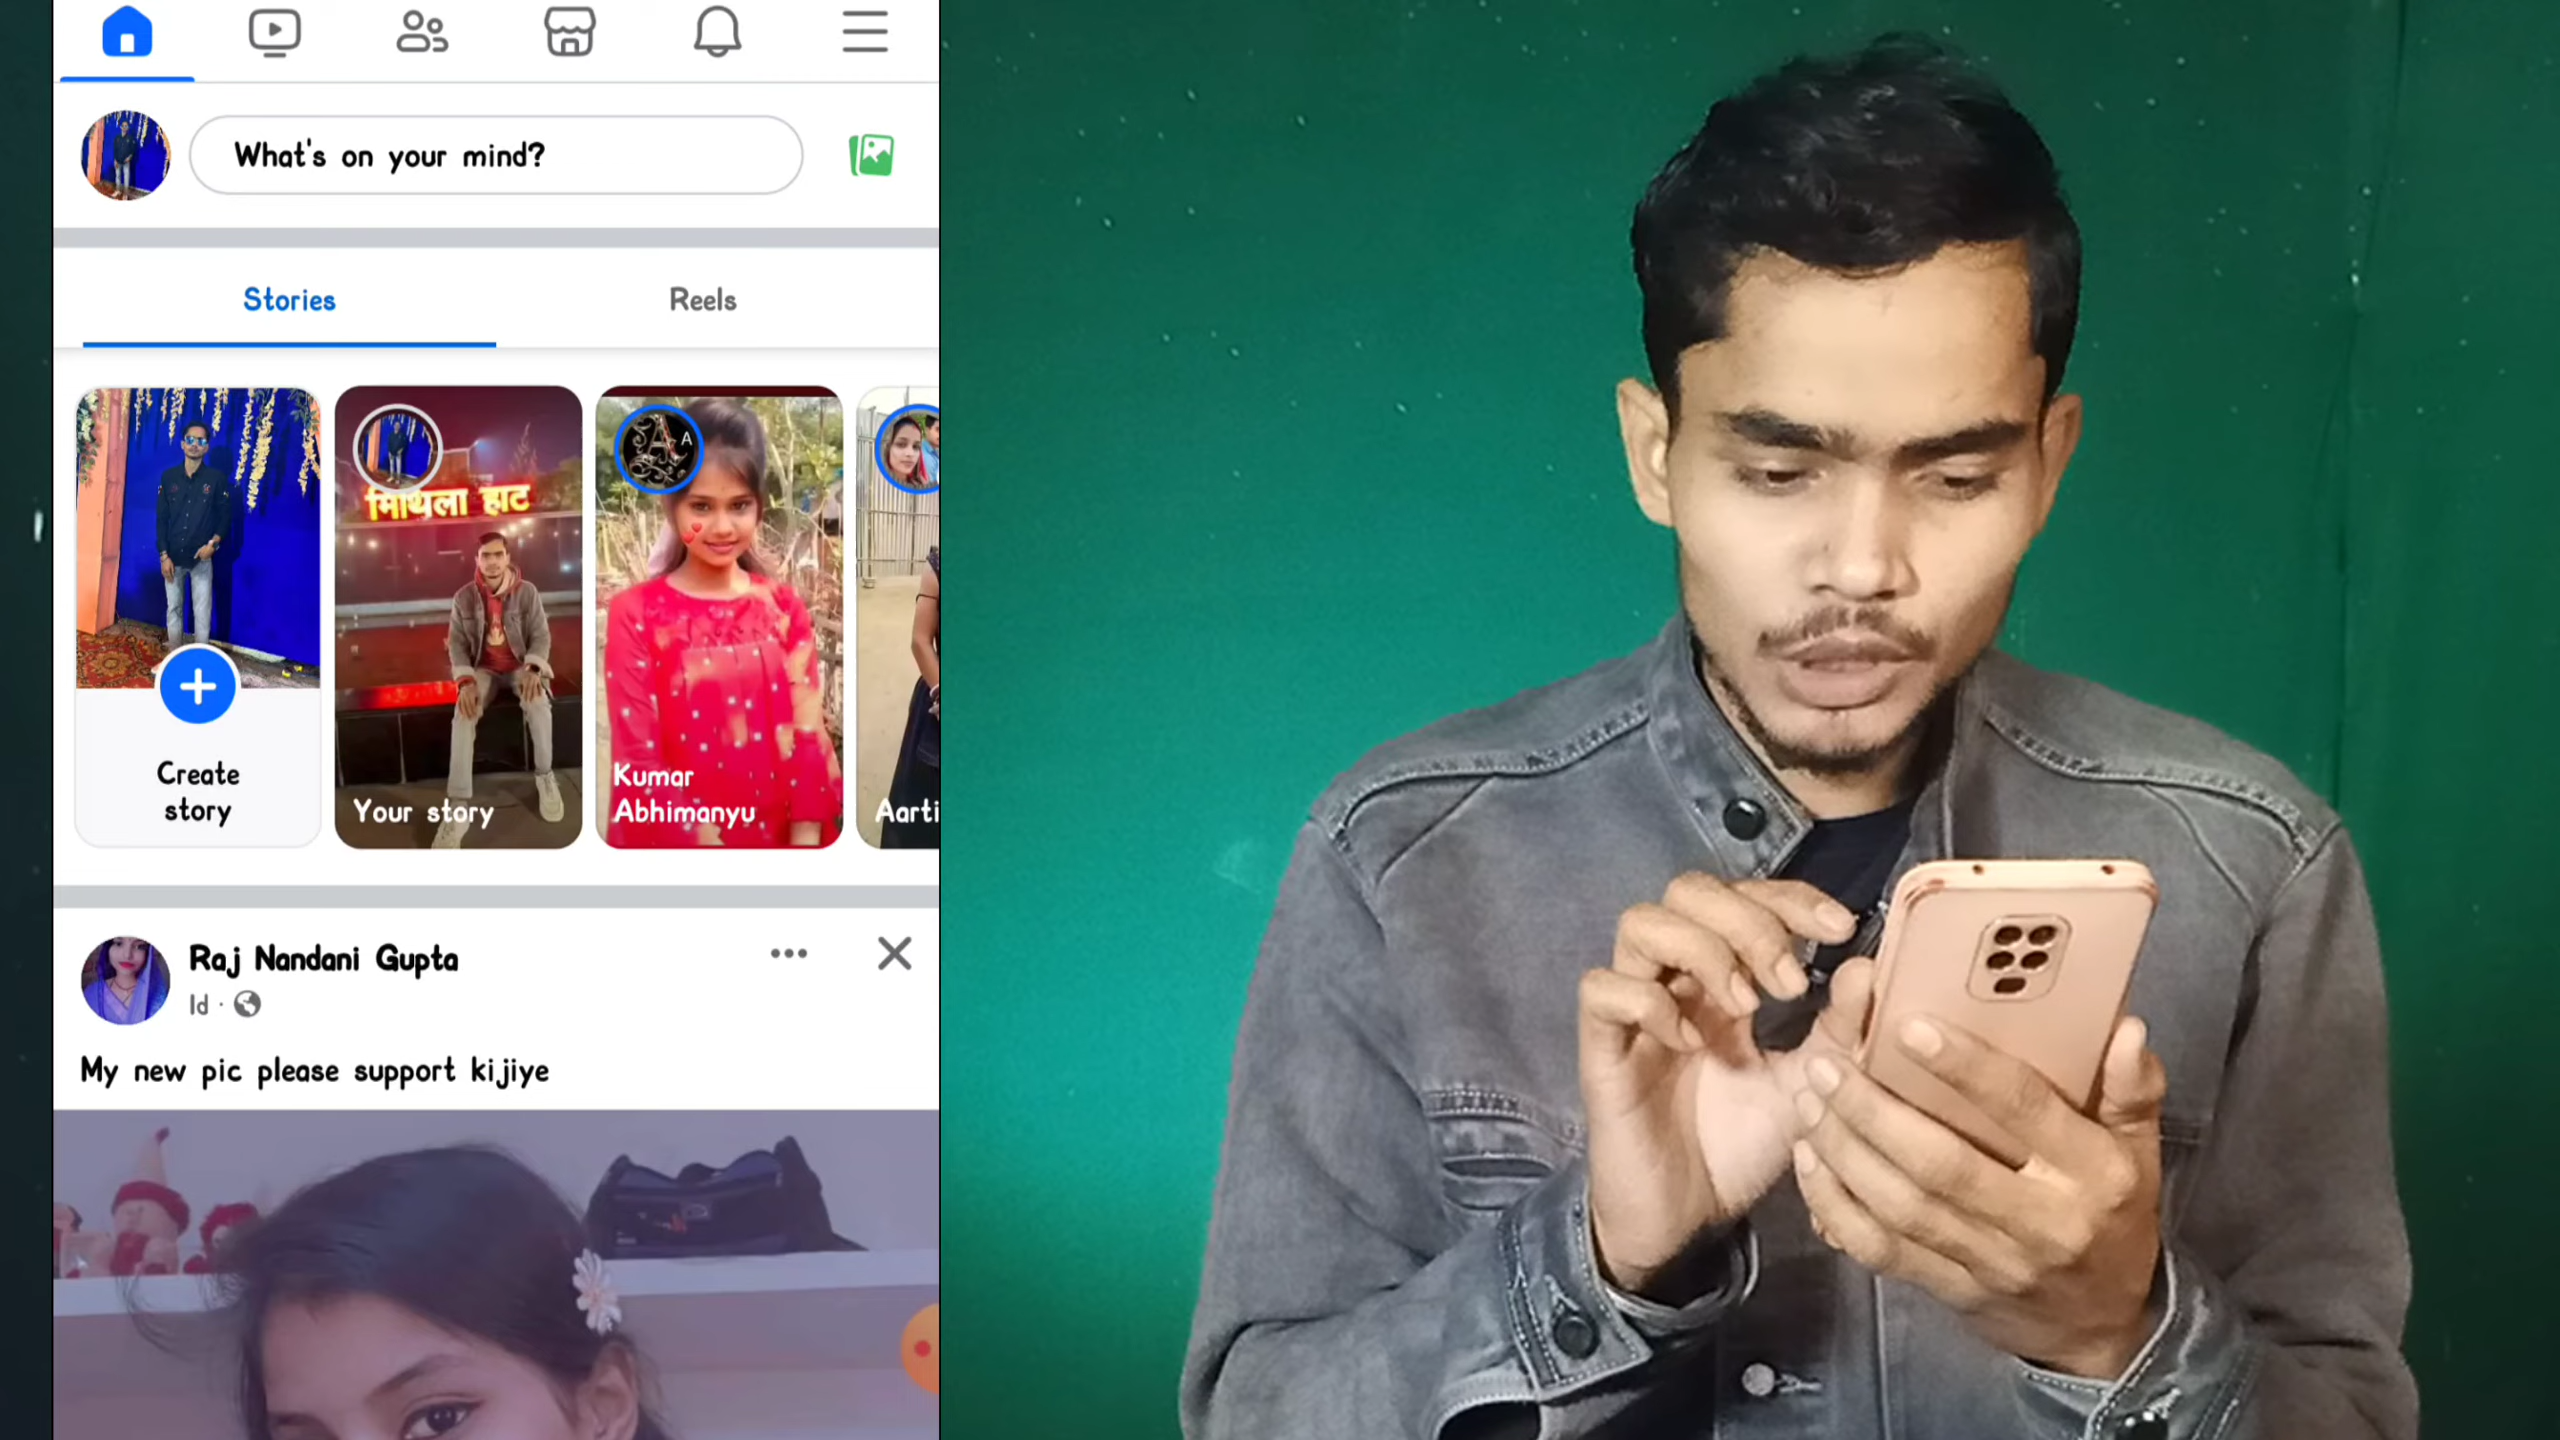 What's on your mind?
Stories
Reels
मिथिला हाट
A
Create
story
Your story
Kumar
Abhimanyu
Aarti
Raj Nandani Gupta
1d ·
My new pic please support kijiye